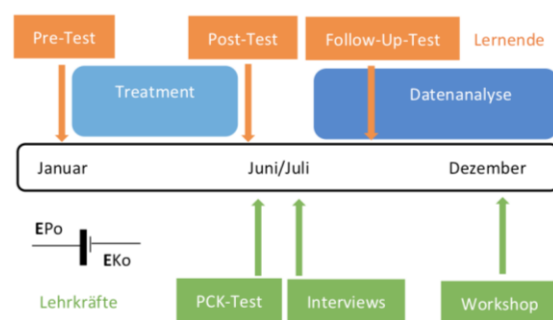 Pre-Test
Post-Test
Follow-Up-Test
Lernende
Treatment
Datenanalyse
Januar
Juni/Juli
Dezember
EPo
EKo
Lehrkräfte
PCK-Test
Interviews
Workshop